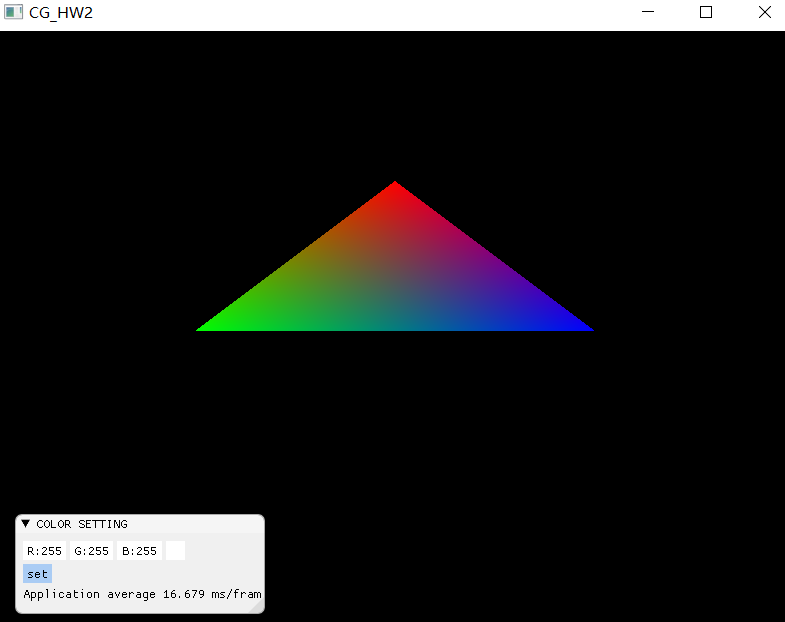 CG_HW2
COLOR SETTING
R:255 G:255 B:255
set
Application average 16.679 ms/fram